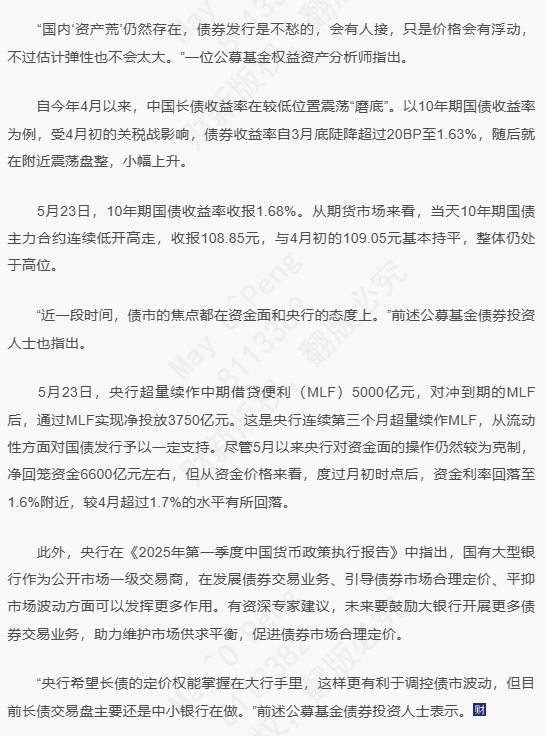 “国内‘资产荒’仍然存在，债券发行是不愁的，会有人接，只是价格会有浮动，
不过估计弹性也不会太大。”一位公募基金权益资产分析师指出。
自今年4月以来，中国长债收益率在较低位置震荡“磨底”。以10年期国债收益率
为例，受4月初的关税战影响，债券收益率自3月底陡降超过20BP至1.63%，随后就
在附近震荡盘整，小幅上升。
5月23日，10年期国债收益率收报1.68%。从期货市场来看，当天10年期国债
主力合约连续低开高走，收报108.85元，与4月初的109.05元基本持平，整体仍处
于高位。
“近一段时间，债市的焦点都在资金面和央行的态度上。”前述公募基金债券投资
人士也指出。
5月23日，央行超量续作中期借贷便利（MLF）5000亿元，对冲到期的MLF
后，通过MLF实现净投放3750亿元。这是央行连续第三个月超量续作MLF，从流动
性方面对国债发行予以一定支持。尽管5月以来央行对资金面的操作仍然较为克制，
净回笼资金6600亿元左右，但从资金价格来看，度过月初时点后，资金利率回落至
1.6%附近，较4月超过1.7%的水平有所回落。
此外，央行在《2025年第一季度中国货币政策执行报告》中指出，国有大型银
行作为公开市场一级交易商，在发展债券交易业务、引导债券市场合理定价、平抑
市场波动方面可以发挥更多作用。有资深专家建议，未来要鼓励大银行开展更多债
券交易业务，助力维护市场供求平衡，促进债券市场合理定价。
“央行希望长债的定价权能掌握在大行手里，这样更有利于调控债市波动，但目
前长债交易盘主要还是中小银行在做。”前述公募基金债券投资人士表示。财